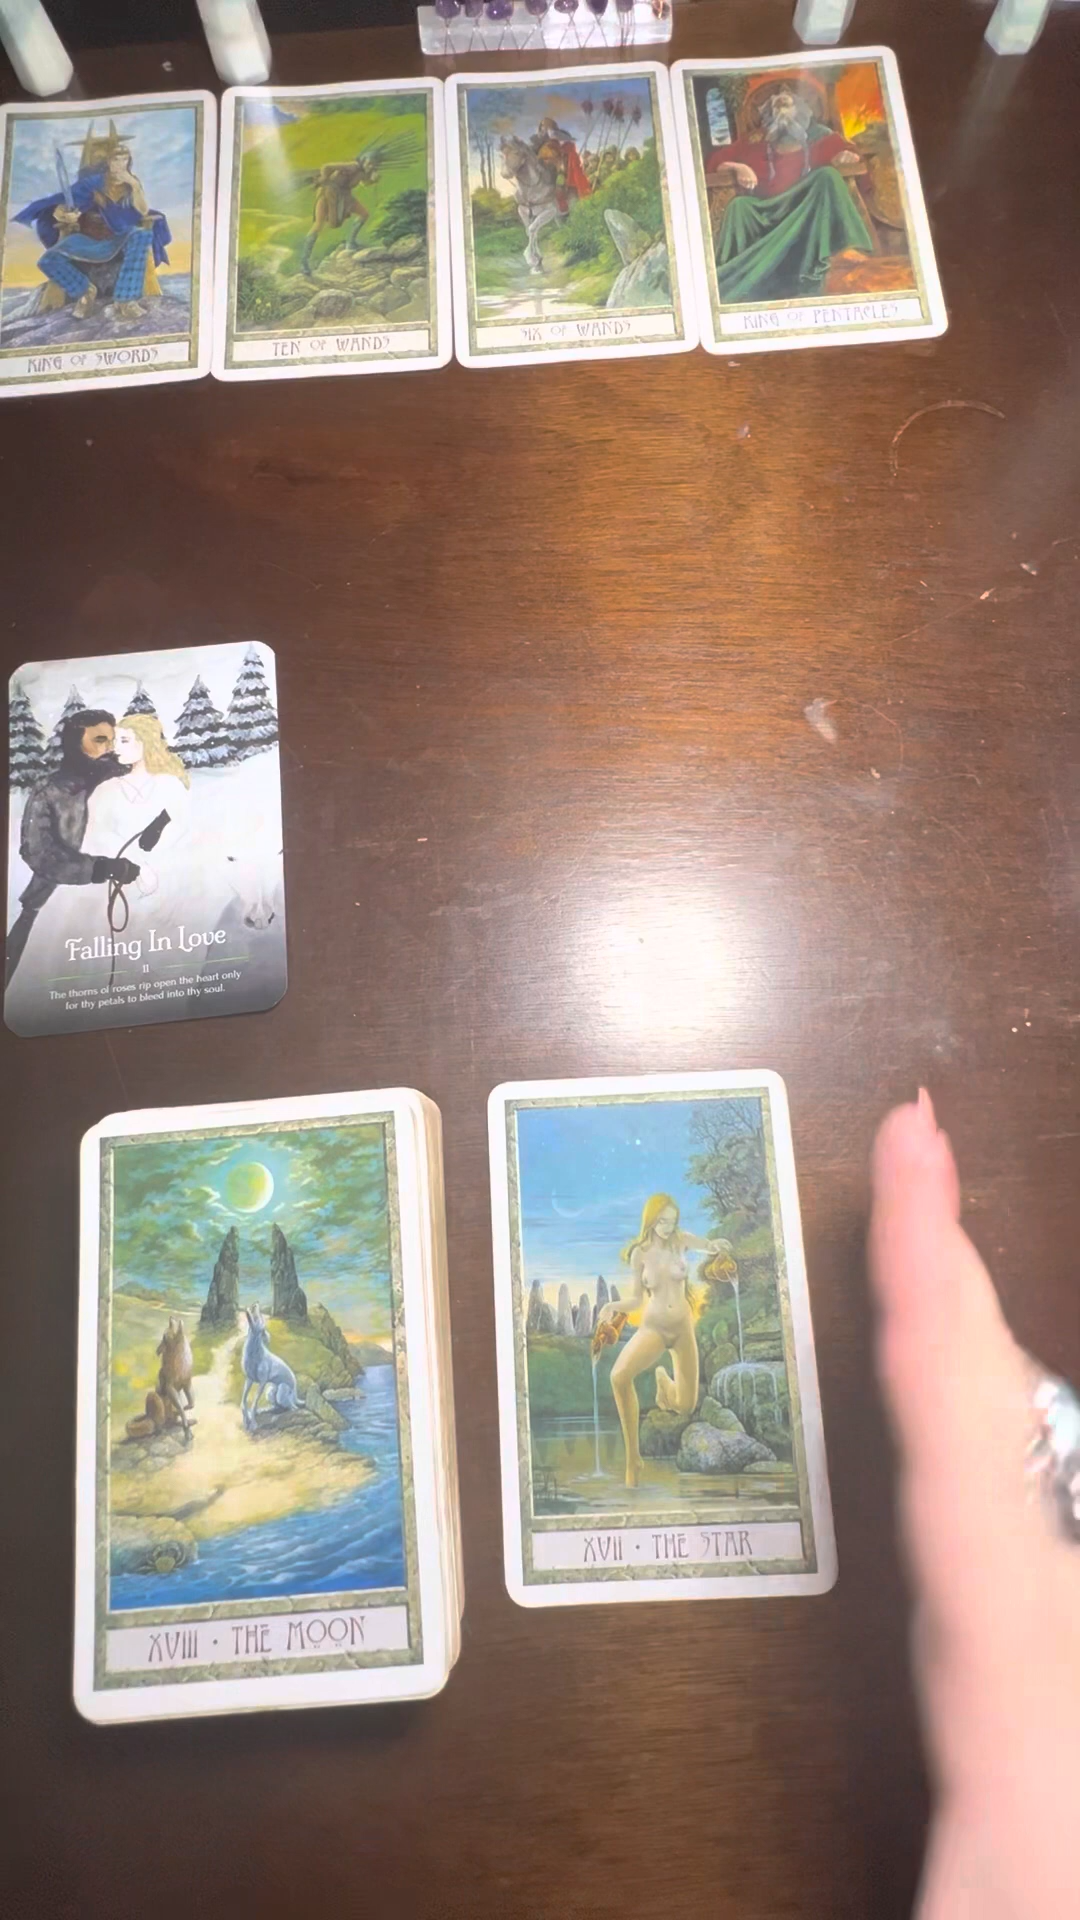 KING OF SWORDS
TEN OF WANDS
SIX OF WANDS
KING OF PENTACLES
Falling In Love
11
The thorns of roses rip open the heart only
for thy petals to bleed into thy soul.
XVIII · THE MOON
XVII · THE STAR